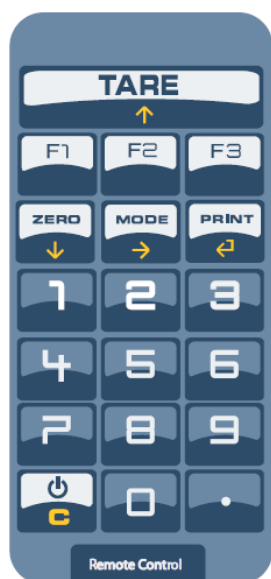 TARE
↑
F1 F2 F3
ZERO MODE PRINT
↓ → ↵
1 2 3
4 5 6
7 8 9
C 0 .
Remote Control